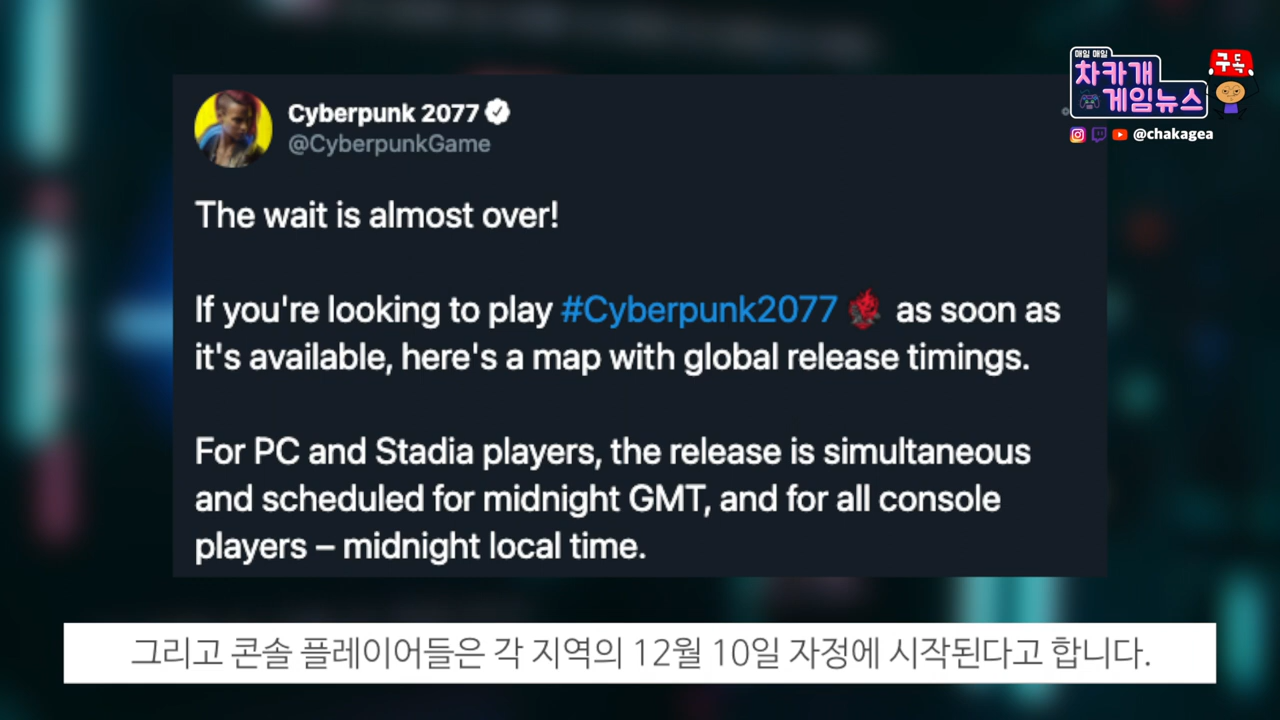 매일 매일
차카개
게임뉴스
구독
@chakagea
Cyberpunk 2077
@CyberpunkGame
The wait is almost over!
If you're looking to play #Cyberpunk2077 as soon as
it's available, here's a map with global release timings.
For PC and Stadia players, the release is simultaneous
and scheduled for midnight GMT, and for all console
players – midnight local time.
그리고 콘솔 플레이어들은 각 지역의 12월 10일 자정에 시작된다고 합니다.